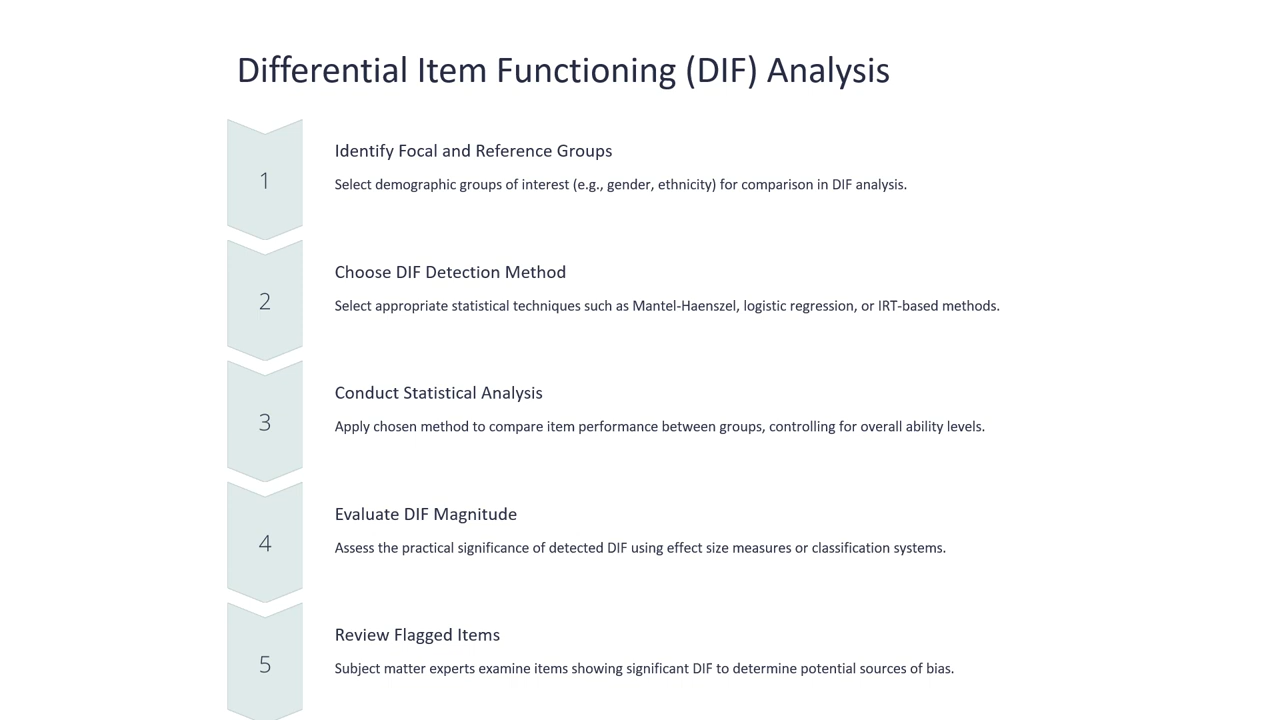 Differential Item Functioning (DIF) Analysis
1
Identify Focal and Reference Groups
Select demographic groups of interest (e.g., gender, ethnicity) for comparison in DIF analysis.
2
Choose DIF Detection Method
Select appropriate statistical techniques such as Mantel-Haenszel, logistic regression, or IRT-based methods.
3
Conduct Statistical Analysis
Apply chosen method to compare item performance between groups, controlling for overall ability levels.
4
Evaluate DIF Magnitude
Assess the practical significance of detected DIF using effect size measures or classification systems.
5
Review Flagged Items
Subject matter experts examine items showing significant DIF to determine potential sources of bias.